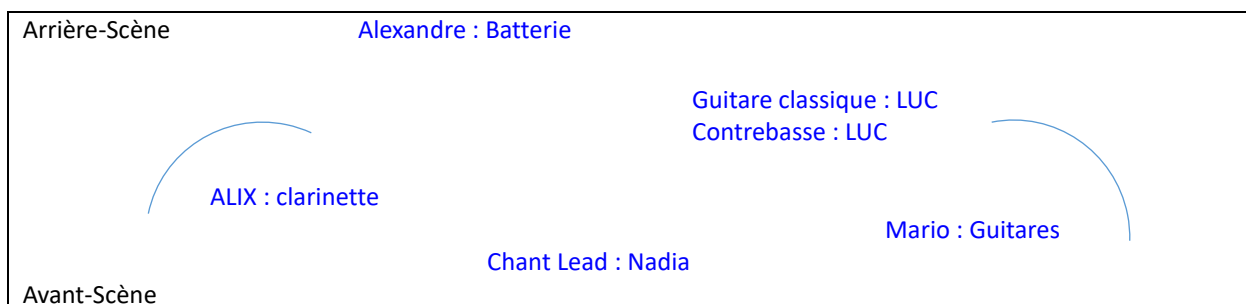 Arrière-Scène
Alexandre : Batterie
Guitare classique : LUC
Contrebasse : LUC
ALIX : clarinette
Mario : Guitares
Chant Lead : Nadia
Avant-Scène